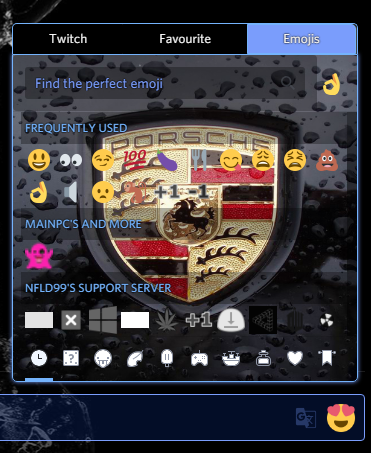 Twitch Favourite Emojis
Find the perfect emoji
FREQUENTLY USED
PORSCHE
100
+1 -1
MAINPC'S AND MORE
NFLD99'S SUPPORT SERVER
+1